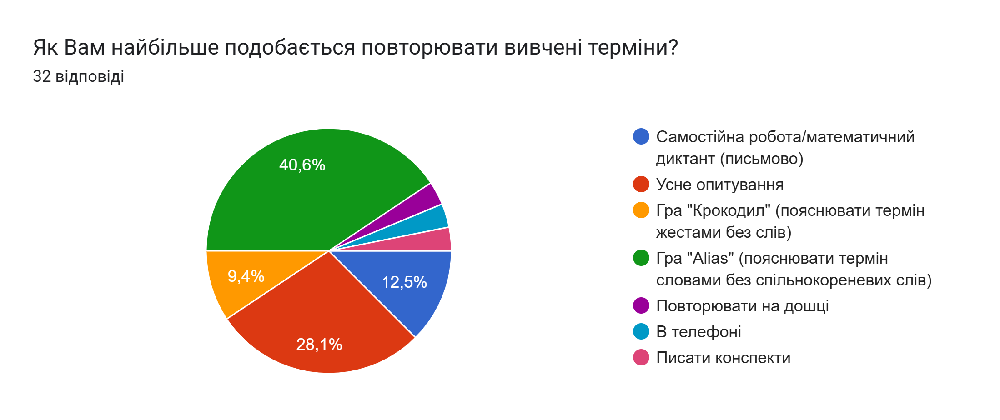 Як Вам найбільше подобається повторювати вивчені терміни?
32 відповіді
40,6%
9,4%
12,5%
28,1%
Самостійна робота/математичний
диктант (письмово)
Усне опитування
Гра "Крокодил" (пояснювати термін
жестами без слів)
Гра "Alias" (пояснювати термін
словами без спільнокореневих слів)
Повторювати на дошці
В телефоні
Писати конспекти